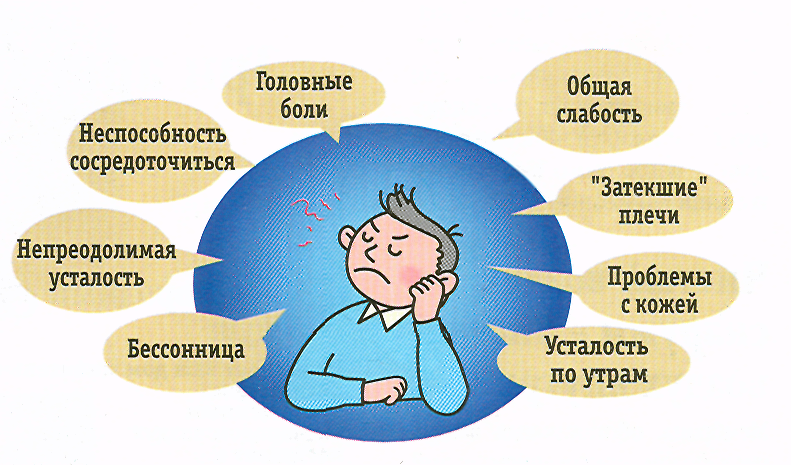 Головные
боли
Общая
слабость
Неспособность
сосредоточиться
"Затекшие"
плечи
Непреодолимая
усталость
Проблемы
с кожей
Бессонница
Усталость
по утрам